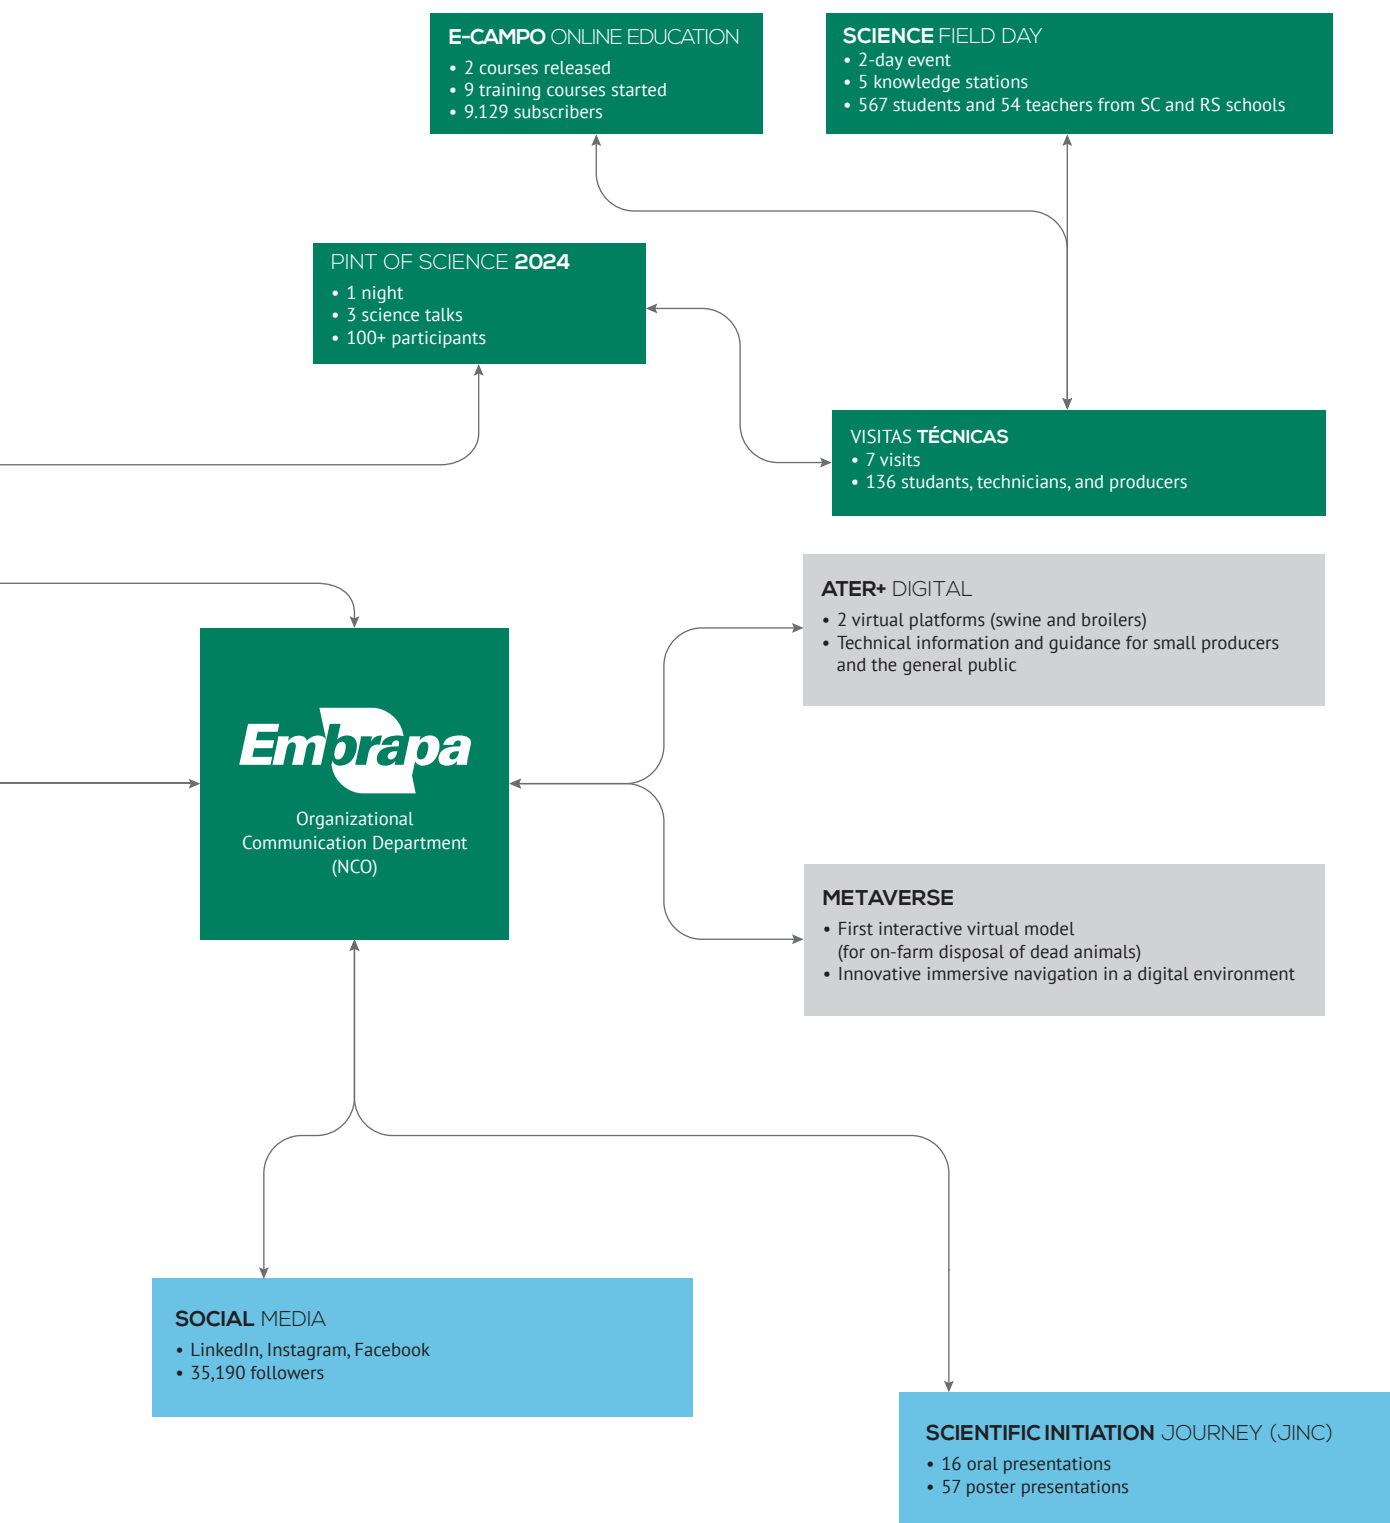 E-CAMPO ONLINE EDUCATION
• 2 courses released
• 9 training courses started
• 9.129 subscribers
SCIENCE FIELD DAY
• 2-day event
• 5 knowledge stations
• 567 students and 54 teachers from SC and RS schools
PINT OF SCIENCE 2024
• 1 night
• 3 science talks
• 100+ participants
VISITAS TÉCNICAS
• 7 visits
• 136 studants, technicians, and producers
ATER+ DIGITAL
• 2 virtual platforms (swine and broilers)
• Technical information and guidance for small producers
and the general public
Embrapa
Organizational
Communication Department
(NCO)
METAVERSE
• First interactive virtual model
(for on-farm disposal of dead animals)
• Innovative immersive navigation in a digital environment
SOCIAL MEDIA
• LinkedIn, Instagram, Facebook
• 35,190 followers
SCIENTIFIC INITIATION JOURNEY (JINC)
• 16 oral presentations
• 57 poster presentations